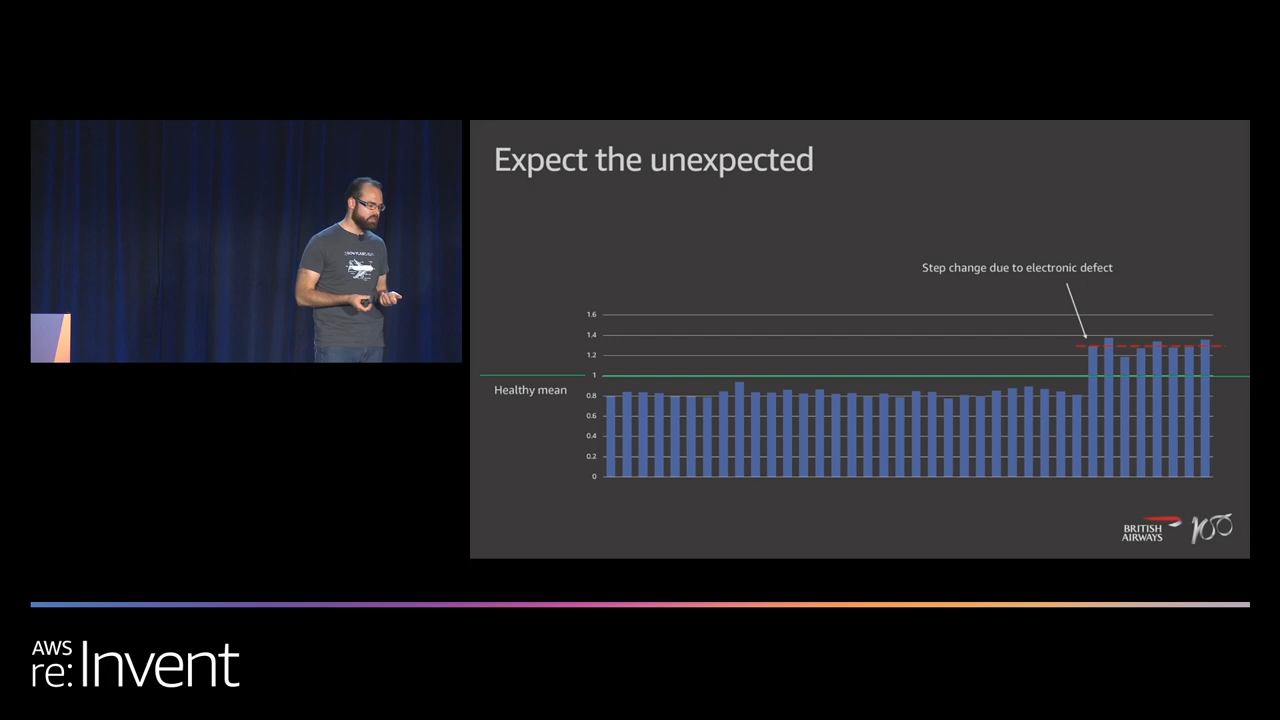 Expect the unexpected
Step change due to electronic defect
1.6
1.4
1.2
1
Healthy mean
0.8
0.6
0.4
0.2
0
BRITISH
AIRWAYS
100
AWS
re:Invent